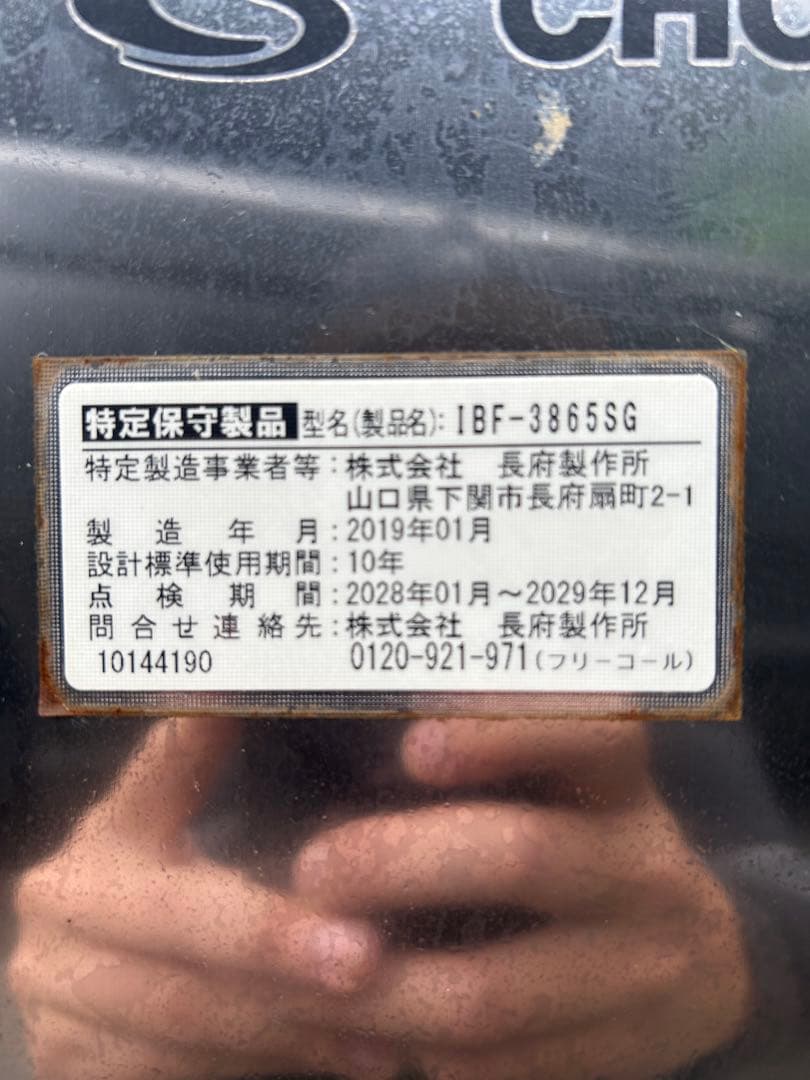 CHO
特定保守製品 型名(製品名): IBF-3865SG
特定製造事業者等:株式会社 長府製作所
山口県下関市長府扇町2-1
製造年月:2019年01月
設計標準使用期間:10年
点検期間:2028年01月～2029年12月
問合せ連絡先:株式会社 長府製作所
10144190 0120-921-971(フリーコール)